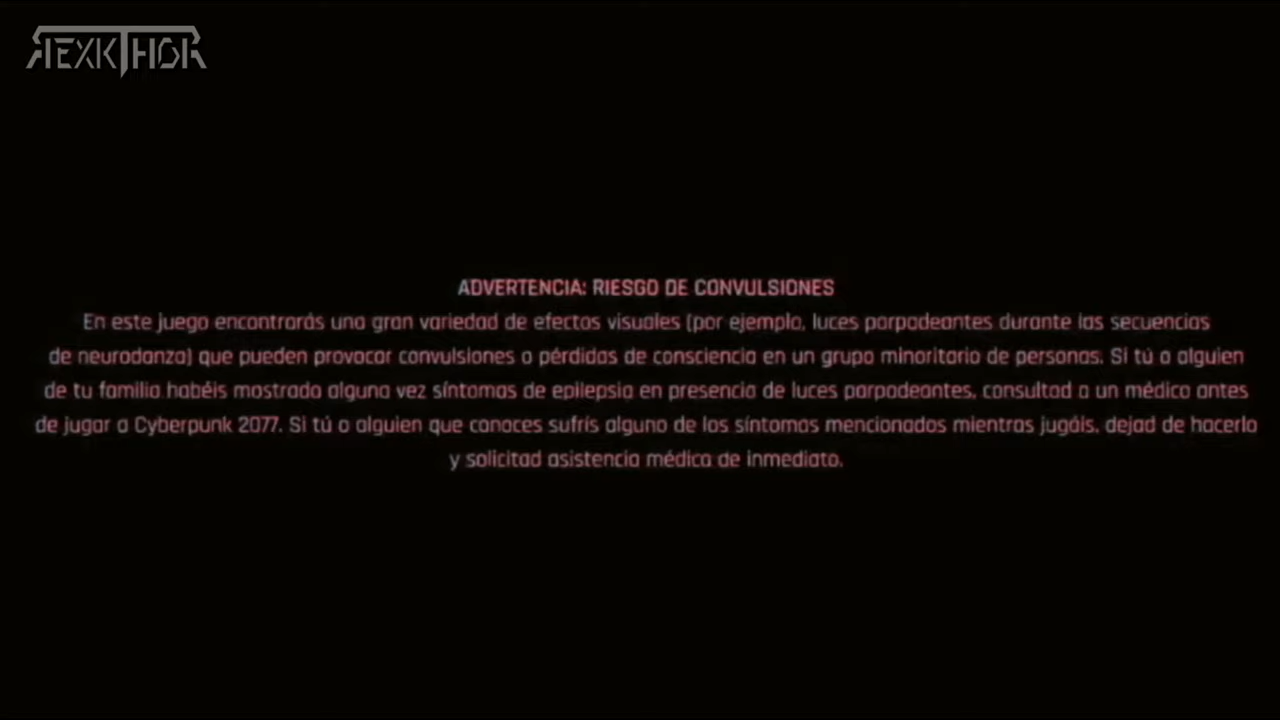 REXKTHOR
ADVERTENCIA: RIESGO DE CONVULSIONES
En este juego encontrarás una gran variedad de efectos visuales (por ejemplo, luces parpadeantes durante las secuencias
de neurodanza) que pueden provocar convulsiones o pérdidas de consciencia en un grupo minoritario de personas. Si tú o alguien
de tu familia habéis mostrado alguna vez síntomas de epilepsia en presencia de luces parpadeantes, consultad a un médico antes
de jugar a Cyberpunk 2077. Si tú o alguien que conoces sufrís alguno de los síntomas mencionados mientras jugáis, dejad de hacerlo
y solicitad asistencia médica de inmediato.